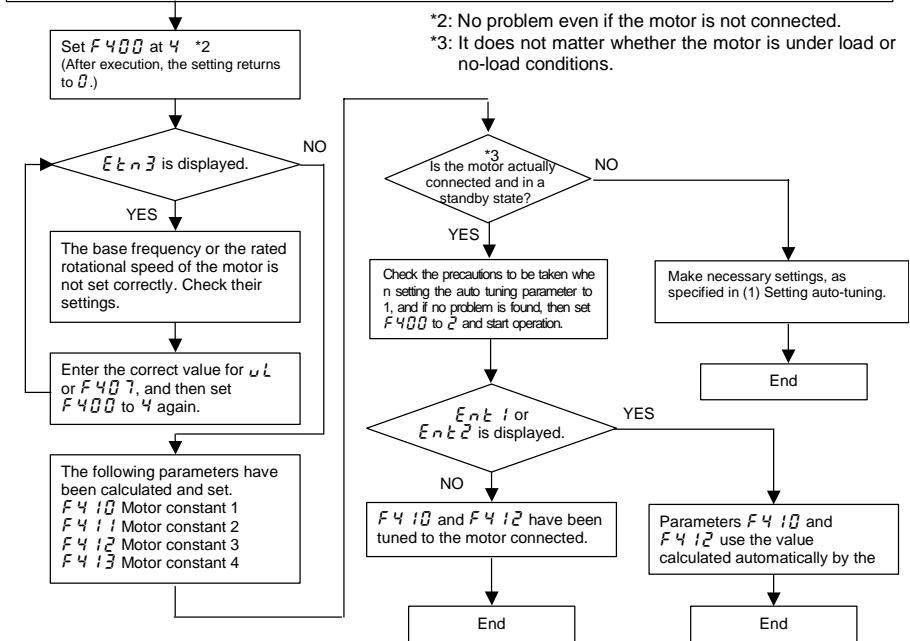 *2: No problem even if the motor is not connected.
*3: It does not matter whether the motor is under load or
no-load conditions.
Set F400 at 4 *2
(After execution, the setting returns
to 0.)
Etn3 is displayed.
NO
YES
The base frequency or the rated
rotational speed of the motor is
not set correctly. Check their
settings.
Enter the correct value for uL
or F407, and then set
F400 to 4 again.
The following parameters have
been calculated and set.
F410 Motor constant 1
F411 Motor constant 2
F412 Motor constant 3
F413 Motor constant 4
*3
Is the motor actually
connected and in a
standby state?
NO
YES
Check the precautions to be taken whe
n setting the auto tuning parameter to
1, and if no problem is found, then set
F400 to 2 and start operation.
Make necessary settings, as
specified in (1) Setting auto-tuning.
End
Ent1 or
Ent2 is displayed.
YES
NO
F410 and F412 have been
tuned to the motor connected.
Parameters F410 and
F412 use the value
calculated automatically by the
End
End